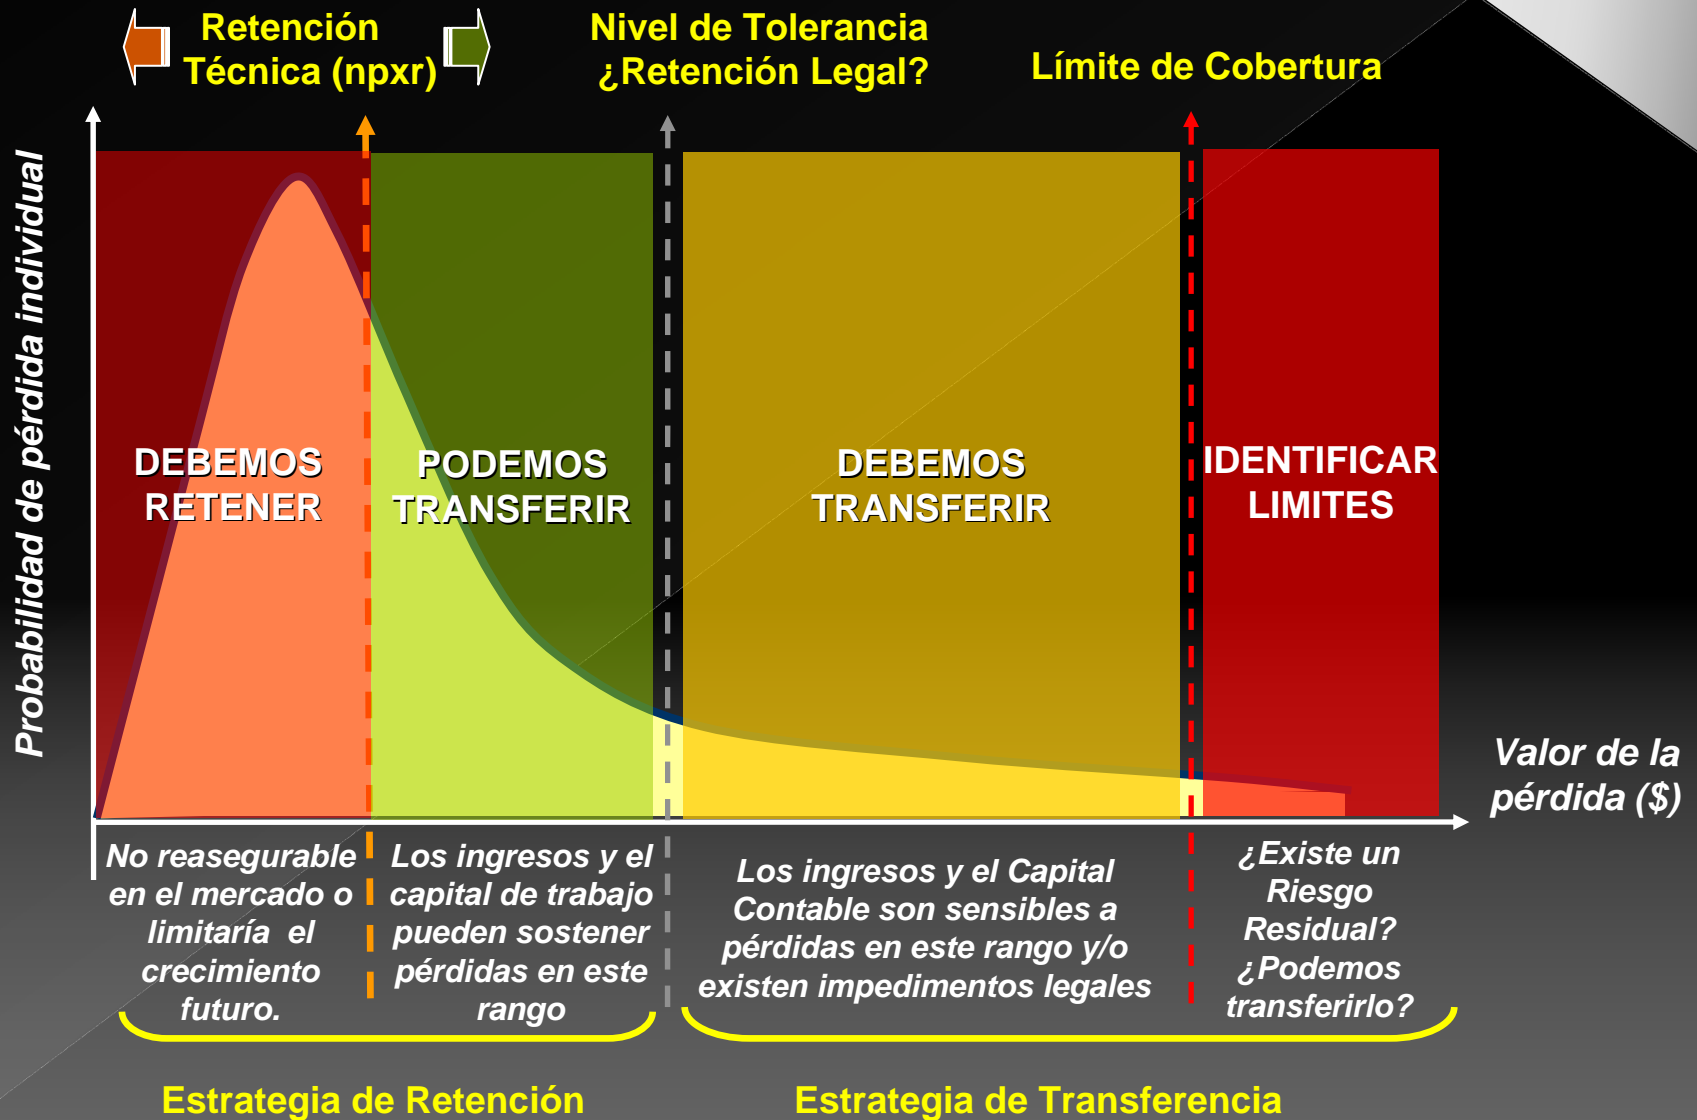 Retención
Técnica (npxr)
Nivel de Tolerancia
¿Retención Legal?
Límite de Cobertura
Probabilidad de pérdida individual
DEBEMOS
RETENER
PODEMOS
TRANSFERIR
DEBEMOS
TRANSFERIR
IDENTIFICAR
LIMITES
Valor de la
pérdida ($)
No reasegurable
en el mercado o
limitaría el
crecimiento
futuro.
Los ingresos y el
capital de trabajo
pueden sostener
pérdidas en este
rango
Los ingresos y el Capital
Contable son sensibles a
pérdidas en este rango y/o
existen impedimentos legales
¿Existe un
Riesgo
Residual?
¿Podemos
transferirlo?
Estrategia de Retención
Estrategia de Transferencia